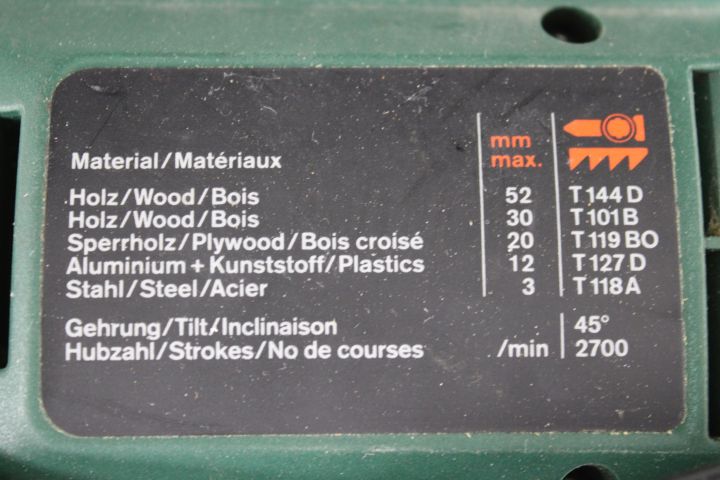 mm
Material/Matériaux max.
Holz/Wood/Bois 52 T 144 D
Holz/Wood/Bois 30 T 101 B
Sperrholz/Plywood/Bois croisé 20 T 119 BO
Aluminium + Kunststoff/Plastics 12 T 127 D
Stahl/Steel/Acier 3 T 118 A
Gehrung/Tilt/Inclinaison 45°
Hubzahl/Strokes/No de courses /min 2700